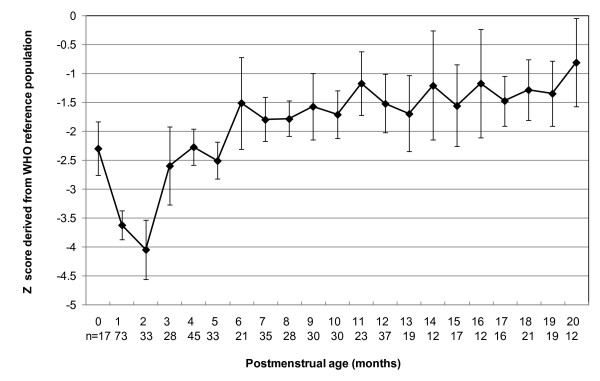 0
-0.5
-1
-1.5
-2
-2.5
-3
-3.5
-4
-4.5
-5
Z score derived from WHO reference population
0 1 2 3 4 5 6 7 8 9 10 11 12 13 14 15 16 17 18 19 20
n=17 73 33 28 45 33 21 35 28 30 30 23 37 19 12 17 12 16 21 19 12
Postmenstrual age (months)